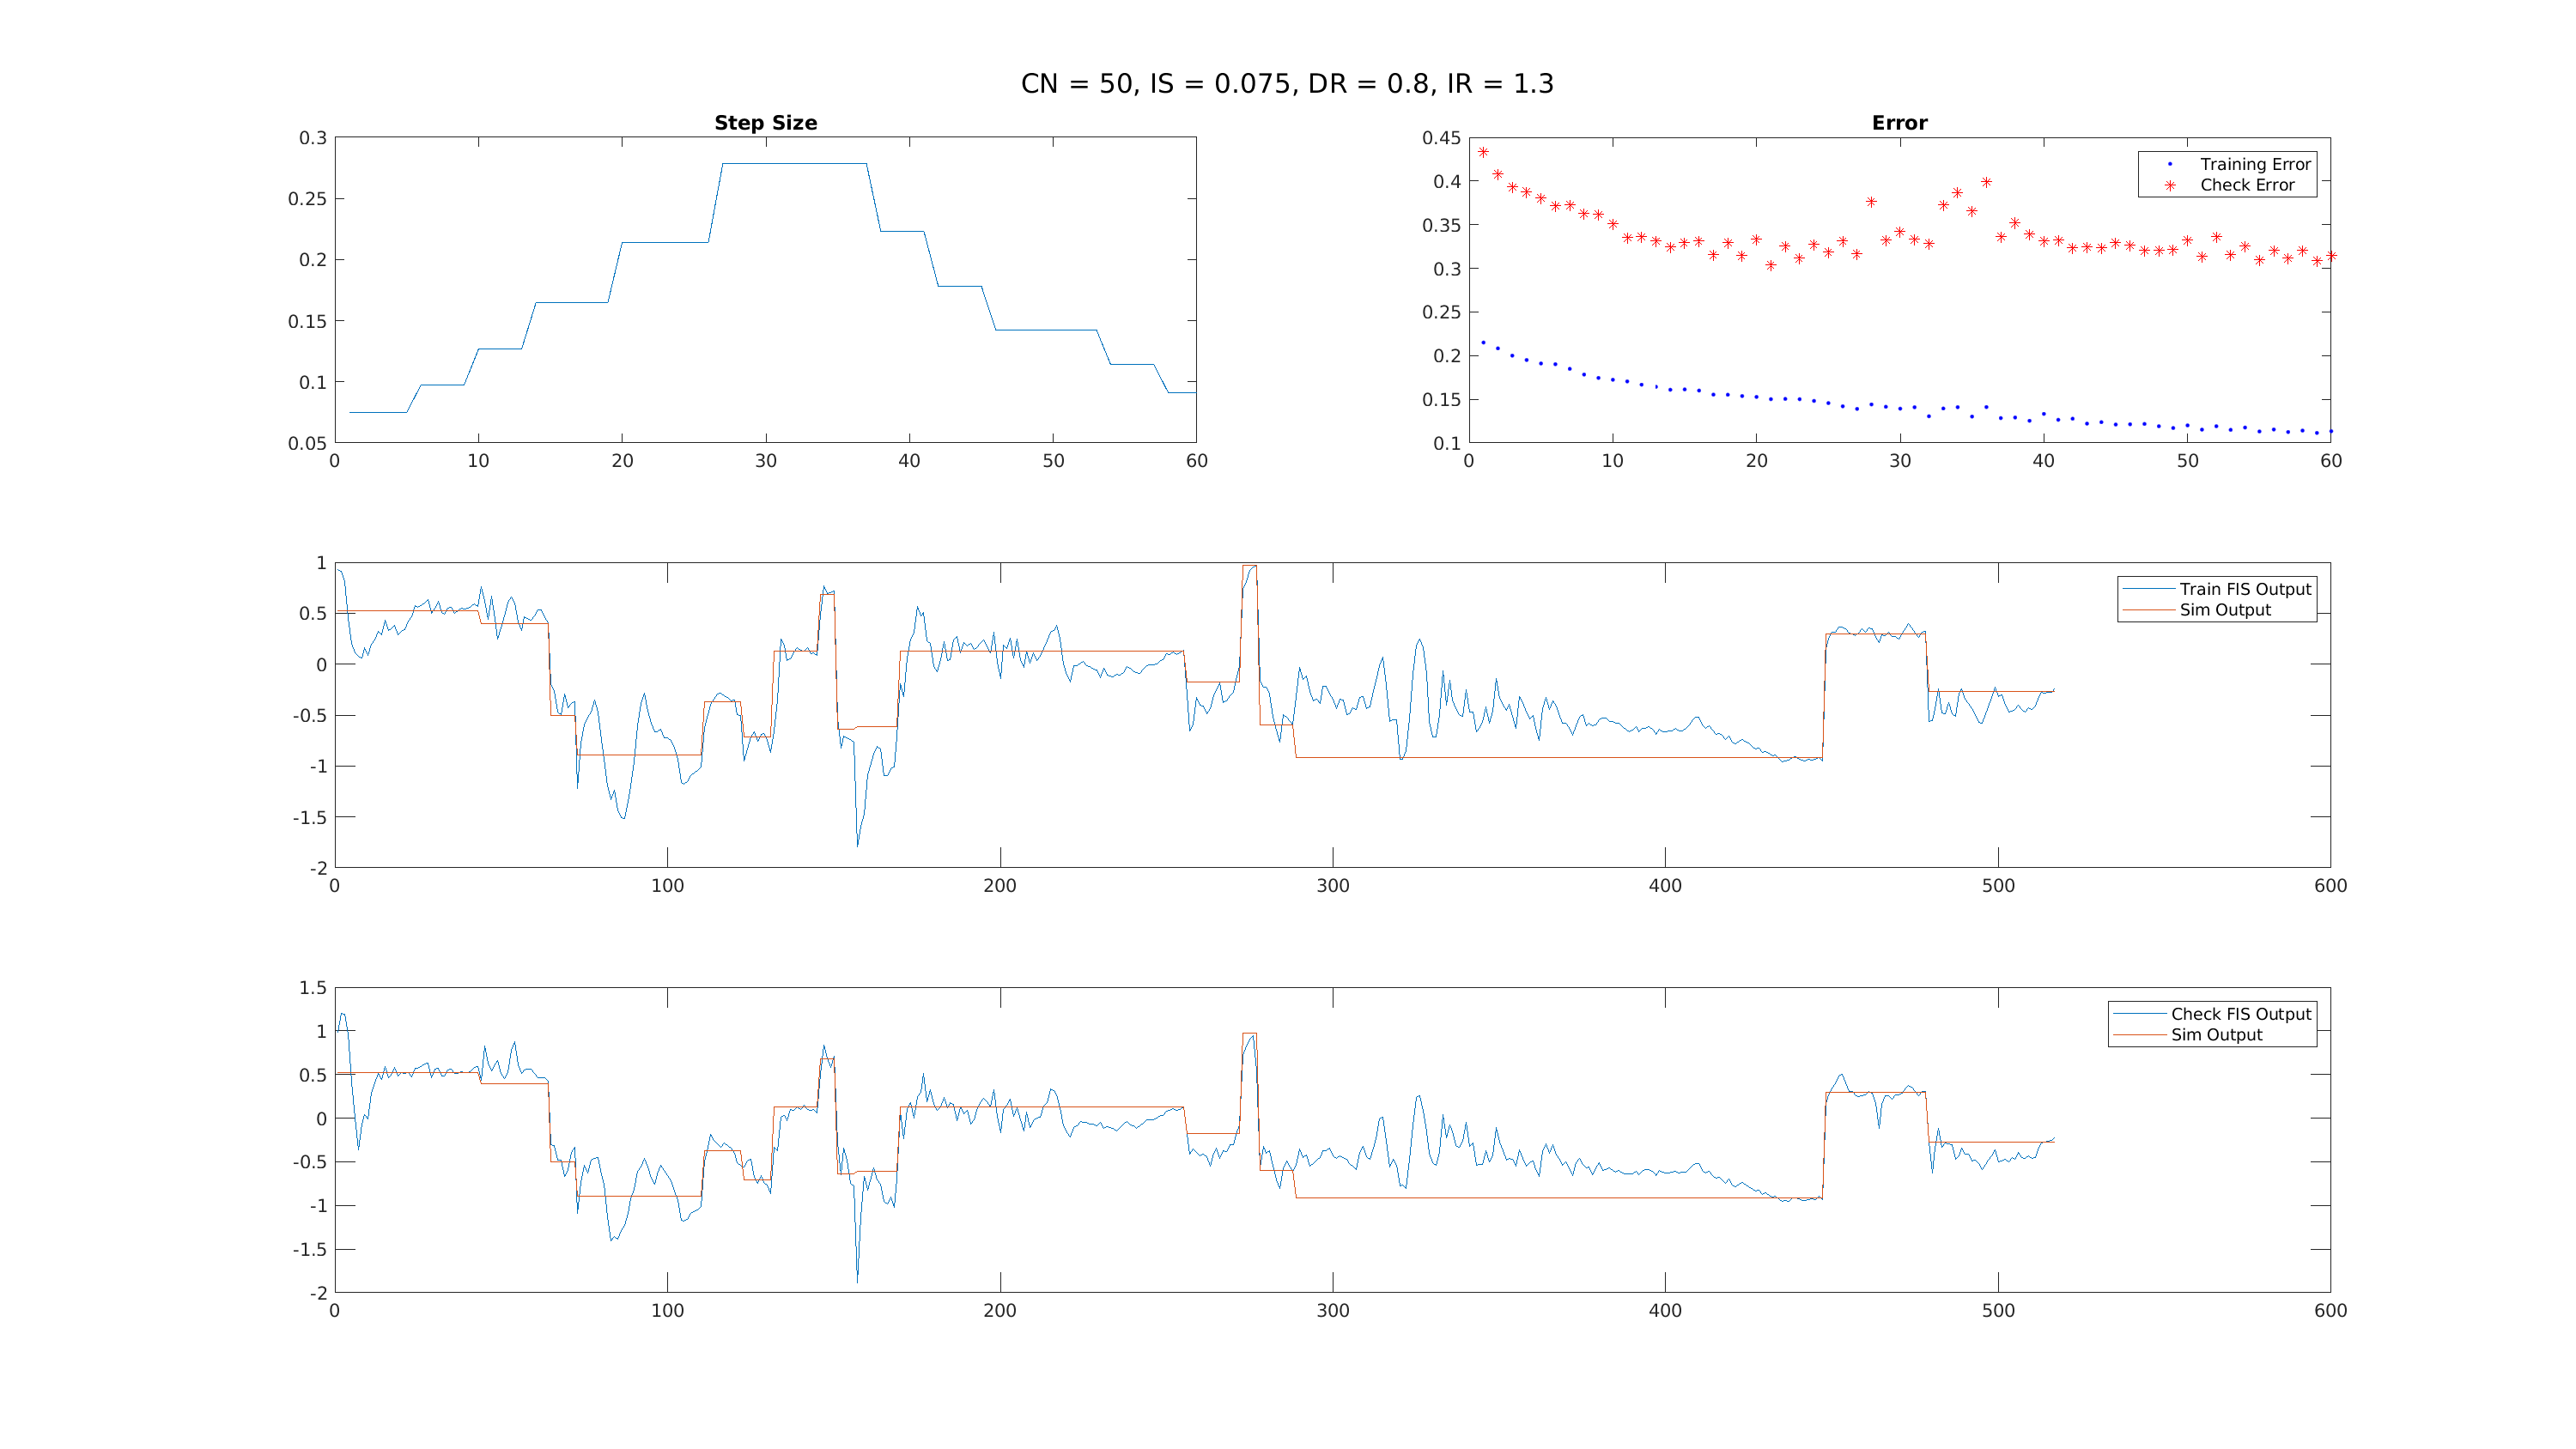 CN = 50, IS = 0.075, DR = 0.8, IR = 1.3
Step Size
0.3
0.25
0.2
0.15
0.1
0.05
0 10 20 30 40 50 60
Error
0.45
0.4
0.35
0.3
0.25
0.2
0.15
0.1
0 10 20 30 40 50 60
Training Error
Check Error
1
0.5
0
-0.5
-1
-1.5
-2
0 100 200 300 400 500 600
Train FIS Output
Sim Output
1.5
1
0.5
0
-0.5
-1
-1.5
-2
0 100 200 300 400 500 600
Check FIS Output
Sim Output